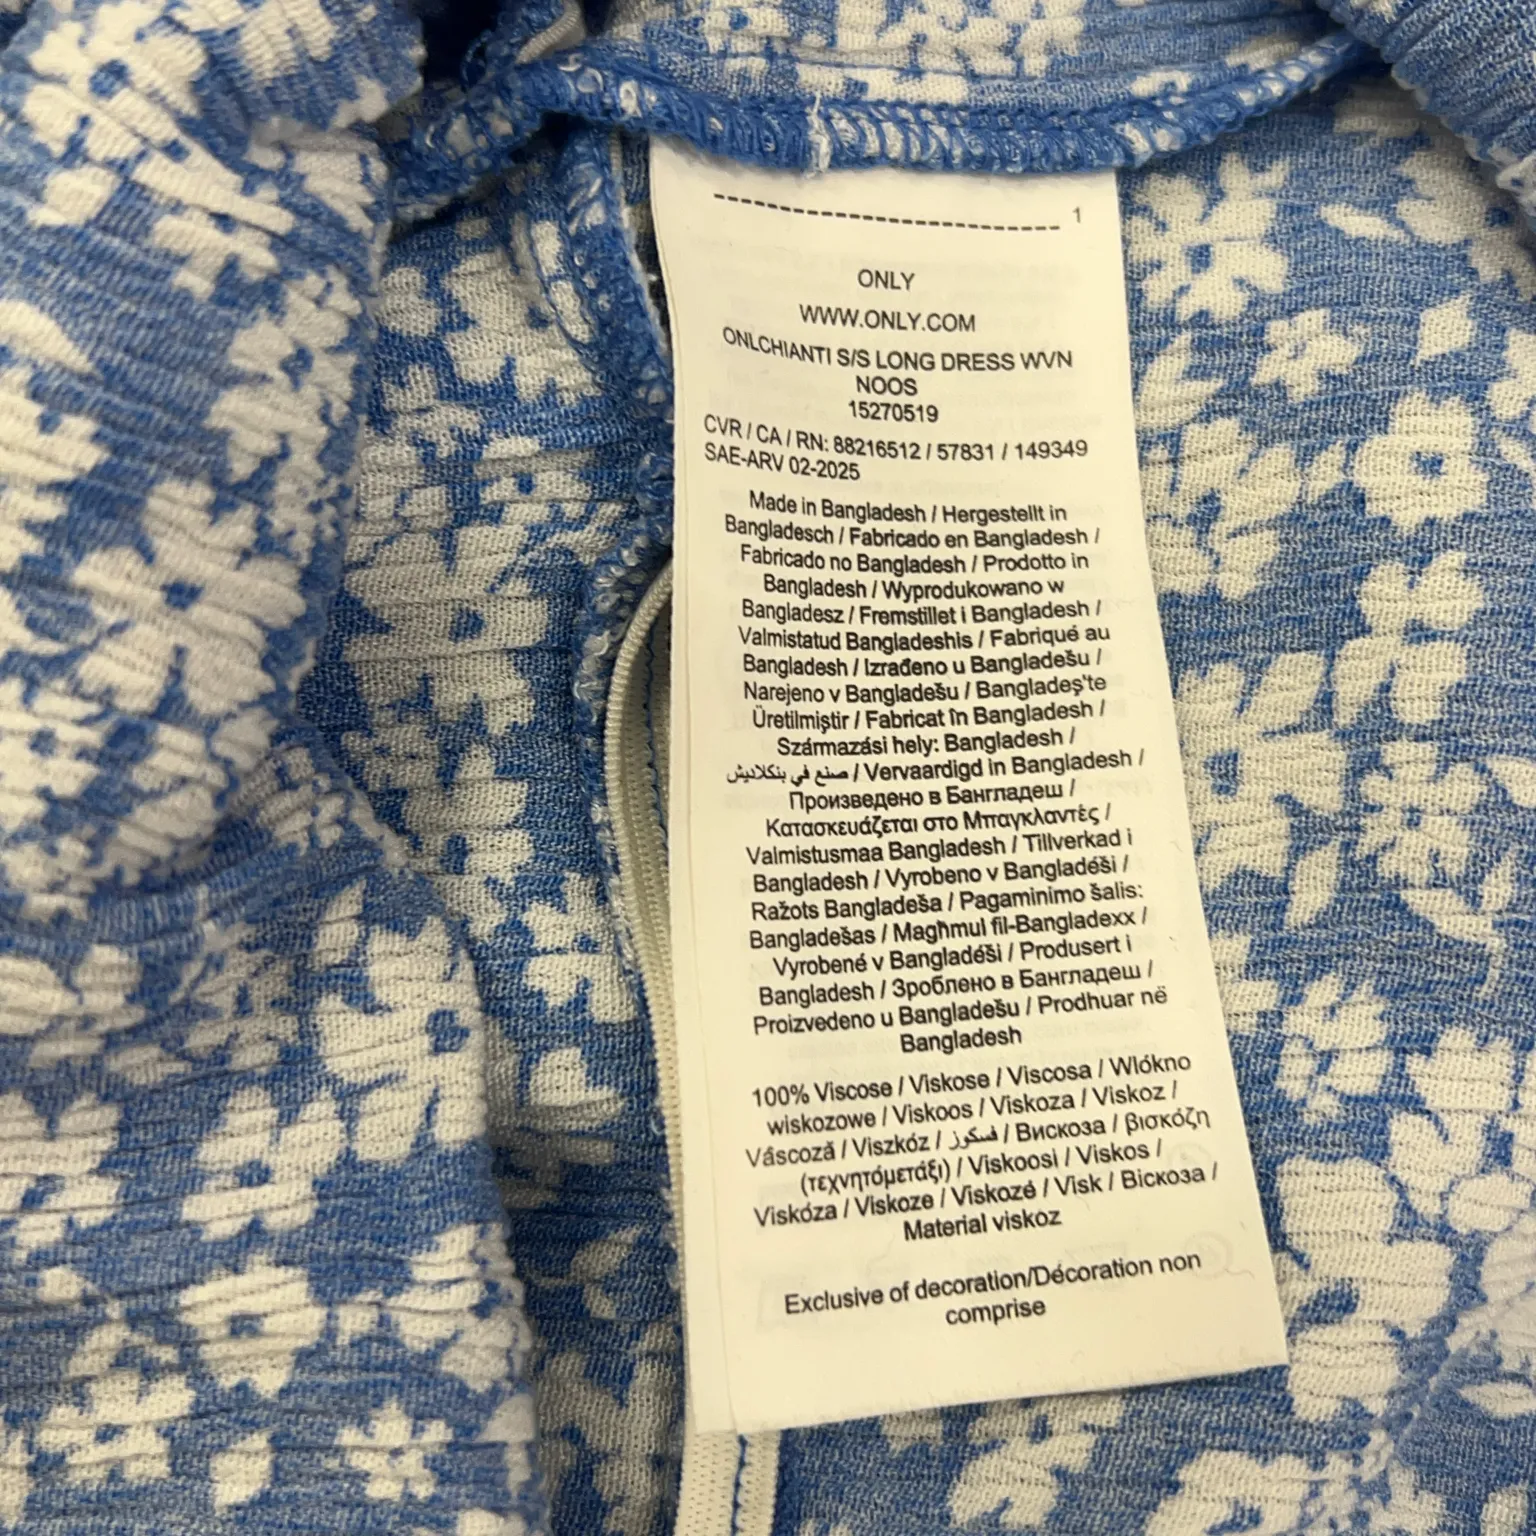 1
ONLY
WWW.ONLY.COM
ONLCHIANTI S/S LONG DRESS WVN
NOOS
15270519
CVR / CA / RN: 88216512 / 57831 / 149349
SAE-ARV 02-2025
Made in Bangladesh / Hergestellt in
Bangladesch / Fabricado en Bangladesh /
Fabricado no Bangladesh / Prodotto in
Bangladesh / Wyprodukowano w
Bangladesz / Fremstillet i Bangladesh /
Valmistatud Bangladeshis / Fabriqué au
Bangladesh / Izrađeno u Bangladešu /
Narejeno v Bangladešu / Bangladeş'te
Üretilmiştir / Fabricat în Bangladesh /
Származási hely: Bangladesh /
صنع في بنكلاديش / Vervaardigd in Bangladesh /
Произведено в Бангладеш /
Κατασκευάζεται στο Μπαγκλαντές /
Valmistusmaa Bangladesh / Tillverkad i
Bangladesh / Vyrobeno v Bangladéši /
Ražots Bangladeša / Pagaminimo šalis:
Bangladešas / Magħmul fil-Bangladexx /
Vyrobené v Bangladéši / Produsert i
Bangladesh / Зроблено в Бангладеш /
Proizvedeno u Bangladešu / Prodhuar në
Bangladesh
100% Viscose / Viskose / Viscosa / Wlókno
wiskozowe / Viskoos / Viskoza / Viskoz /
Vâscoză / Viszkóz / فسكوز / Вискоза / βισκόζη
(τεχνητόμετάξι) / Viskoosi / Viskos /
Viskóza / Viskoze / Viskozé / Visk / Віскоза /
Material viskoz
Exclusive of decoration/Décoration non
comprise